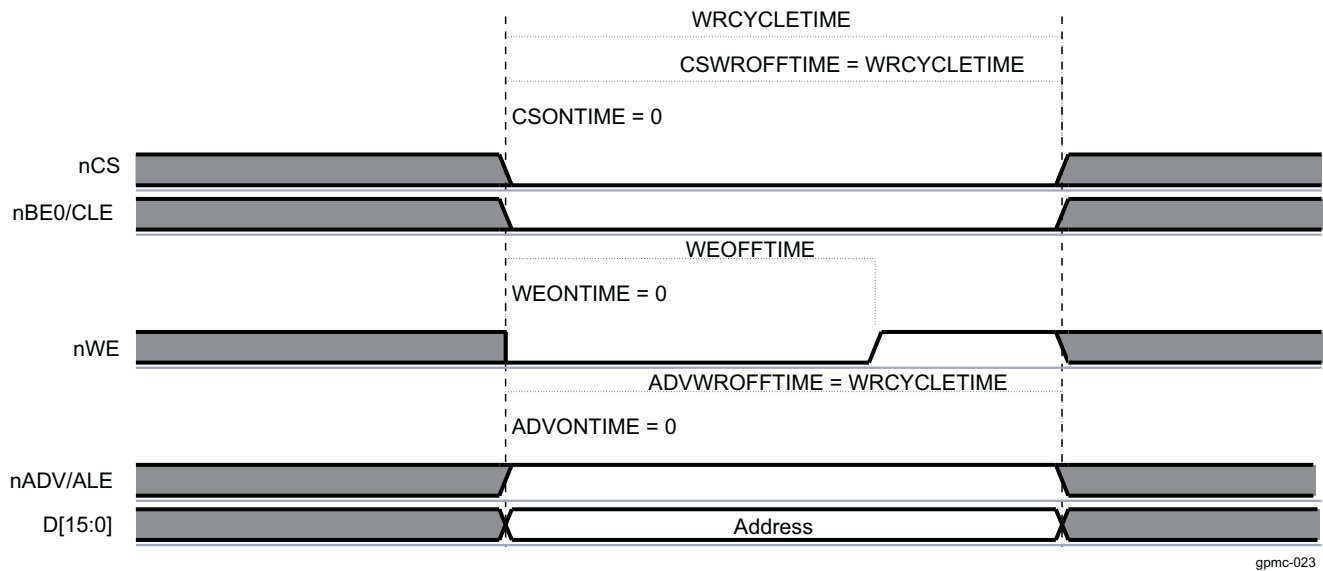 WRCYCLETIME
CSWROFFTIME = WRCYCLETIME
CSONTIME = 0
nCS
nBE0/CLE
WEOFFTIME
WEONTIME = 0
nWE
ADVWROFFTIME = WRCYCLETIME
ADVONTIME = 0
nADV/ALE
D[15:0] Address
gpmc-023